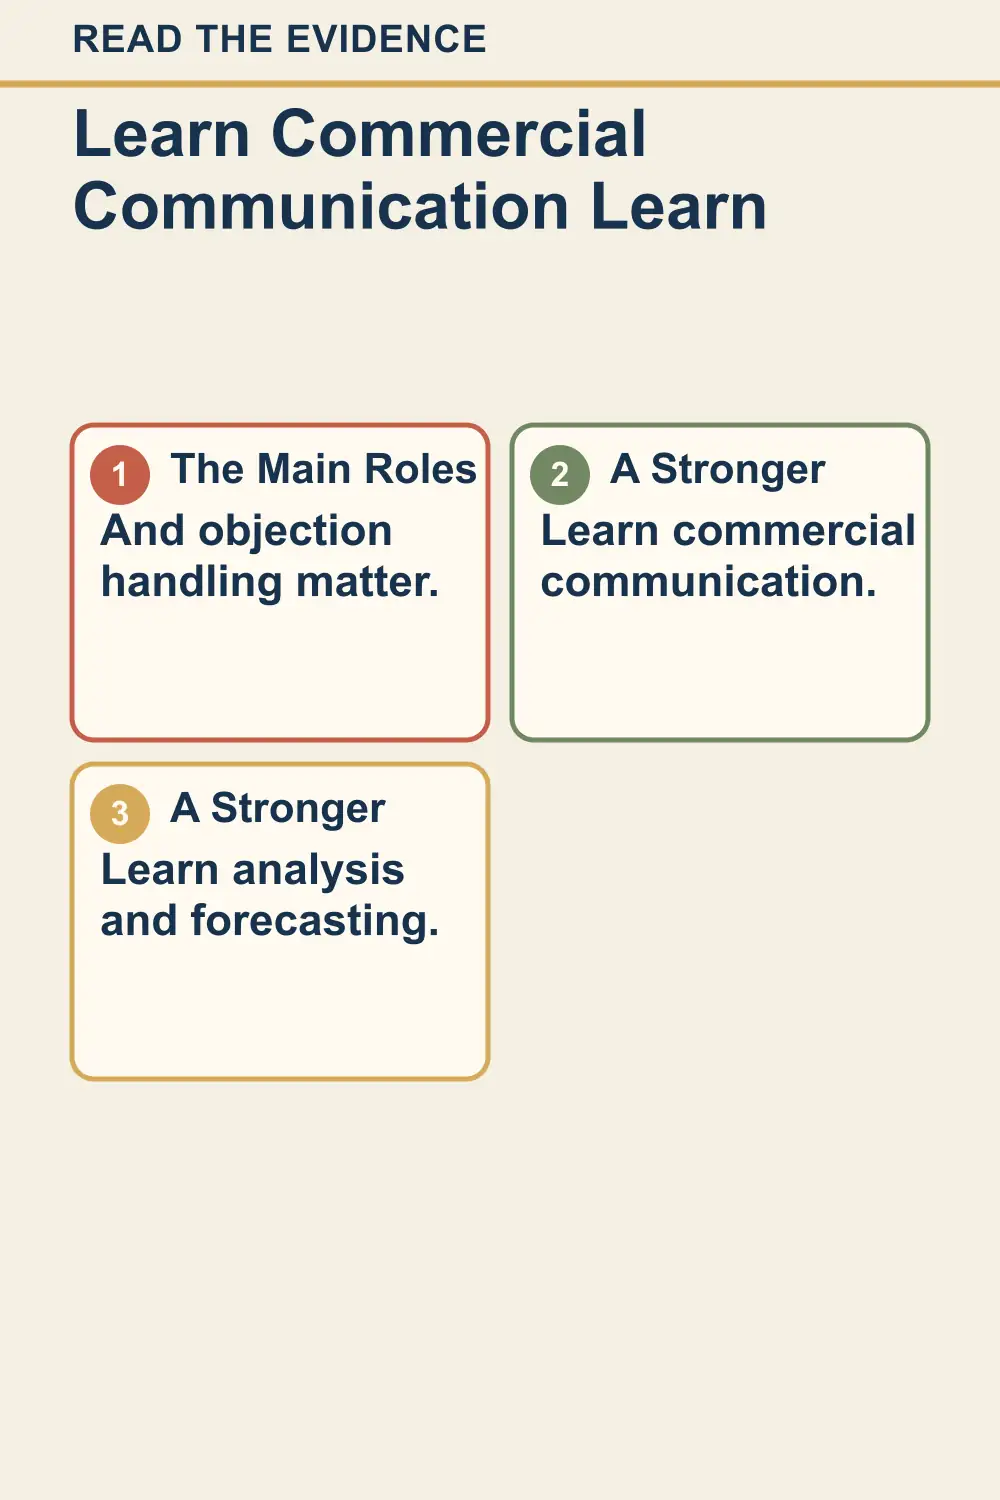 READ THE EVIDENCE
Learn Commercial
Communication Learn
1 The Main Roles
And objection
handling matter.
2 A Stronger
Learn commercial
communication.
3 A Stronger
Learn analysis
and forecasting.